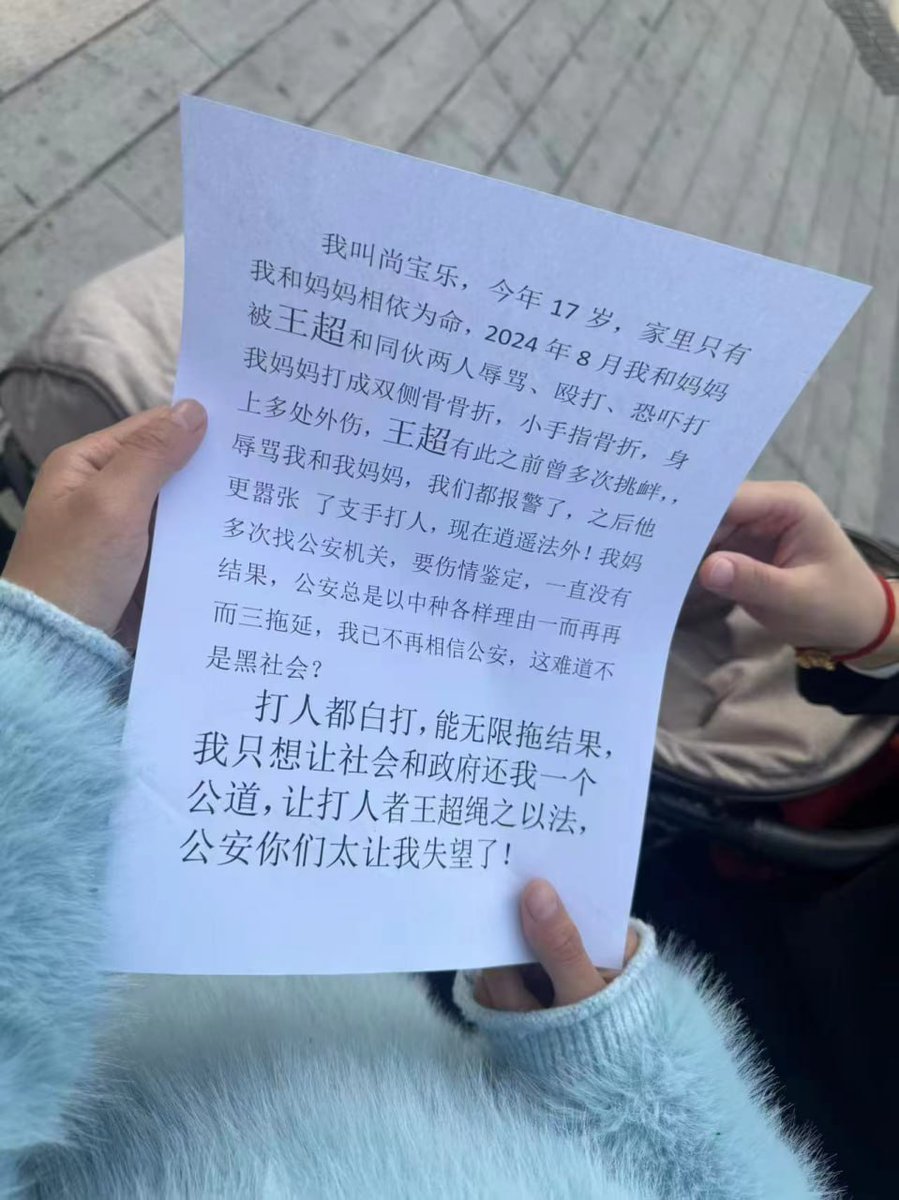 我叫尚宝乐，今年 17 岁，家里只有
我和妈妈相依为命，2024 年 8 月我和妈妈
被王超和同伙两人辱骂、殴打、恐吓打
我妈妈打成双侧骨骨折，小手指骨折，身
上多处外伤，王超有此之前曾多次挑衅，，
辱骂我和我妈妈，我们都报警了，之后他
更嚣张 了支手打人，现在逍遥法外！我妈
多次找公安机关，要伤情鉴定，一直没有
结果，公安总是以中种各样理由一而再再
而三拖延，我已不再相信公安，这难道不
是黑社会？
打人都白打，能无限拖结果，
我只想让社会和政府还我一个
公道，让打人者王超绳之以法，
公安你们太让我失望了！